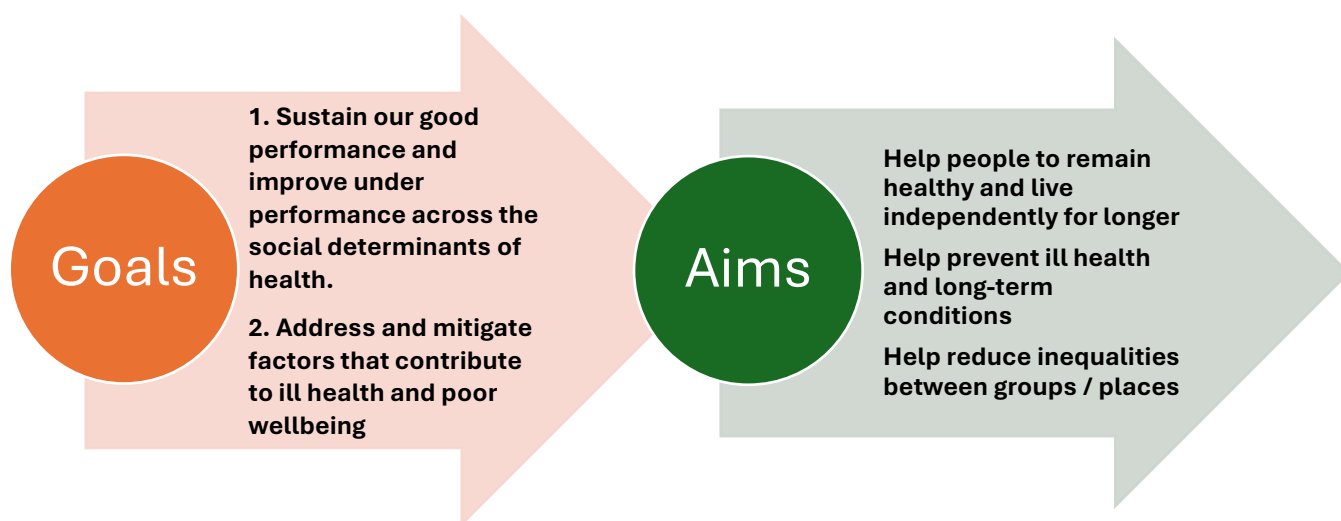 Goals
1. Sustain our good
performance and
improve under
performance across the
social determinants of
health.
2. Address and mitigate
factors that contribute
to ill health and poor
wellbeing
Aims
Help people to remain
healthy and live
independently for longer
Help prevent ill health
and long-term
conditions
Help reduce inequalities
between groups / places